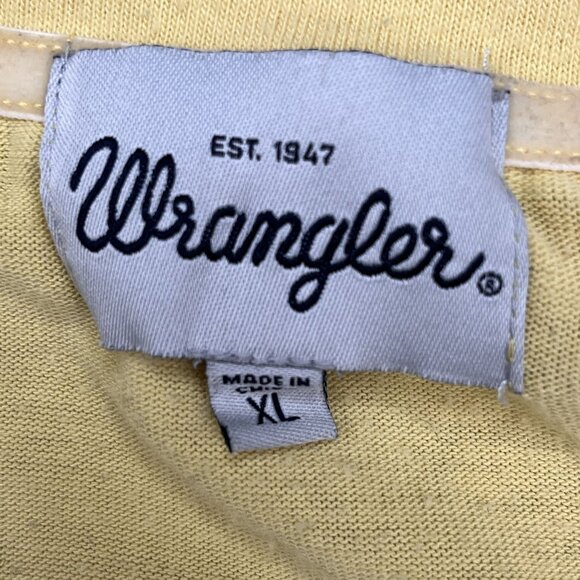 EST. 1947
Wrangler®
MADE IN
XL